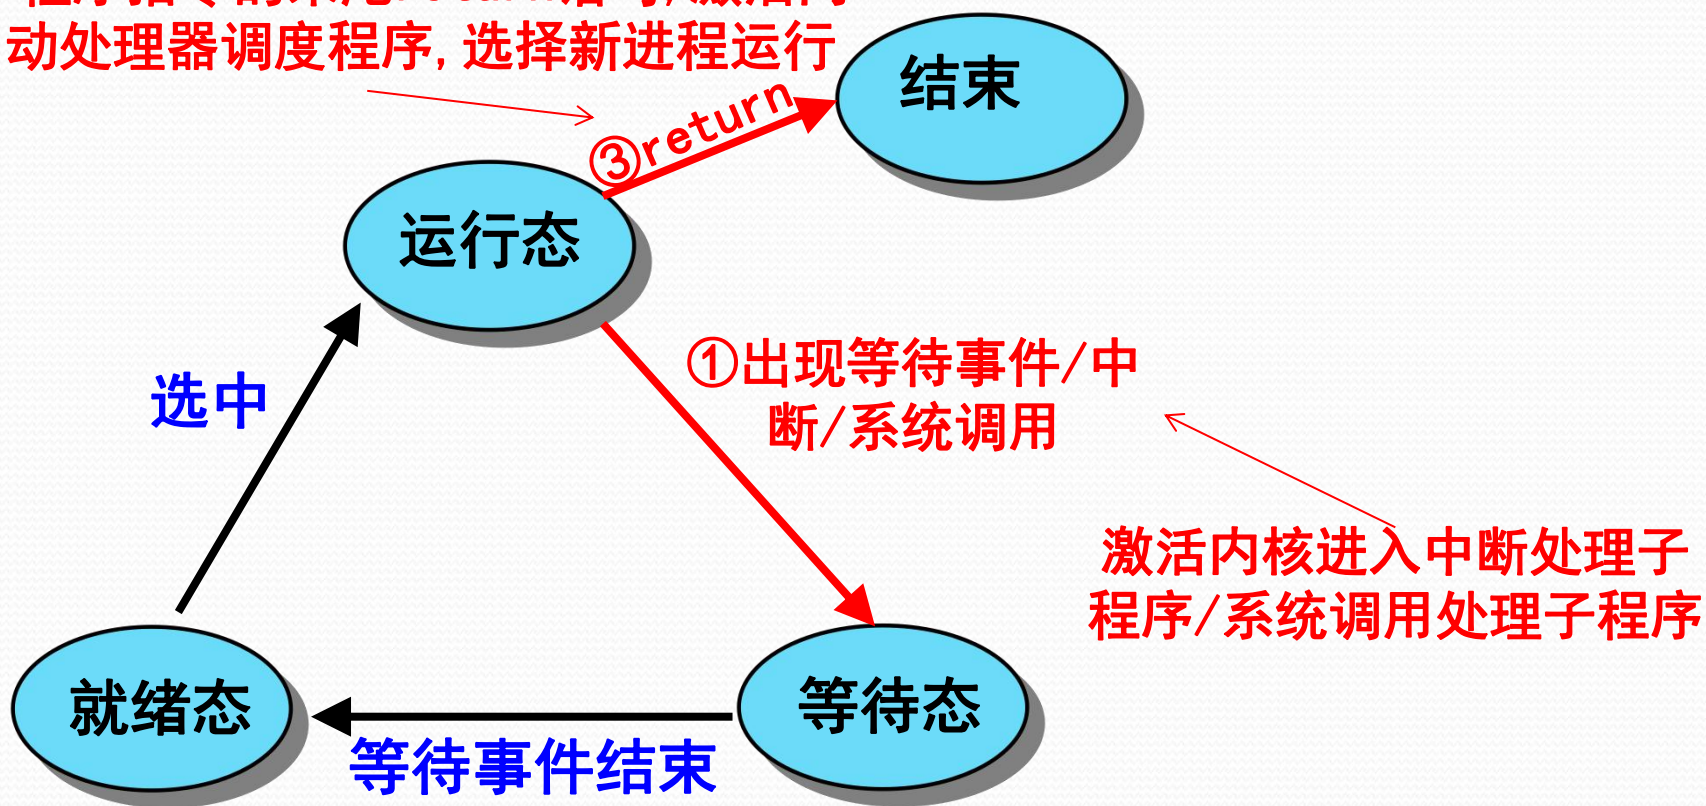 动处理器调度程序,选择新进程运行
结束
③return
运行态
①出现等待事件/中
断/系统调用
选中
激活内核进入中断处理子
程序/系统调用处理子程序
就绪态
等待态
等待事件结束